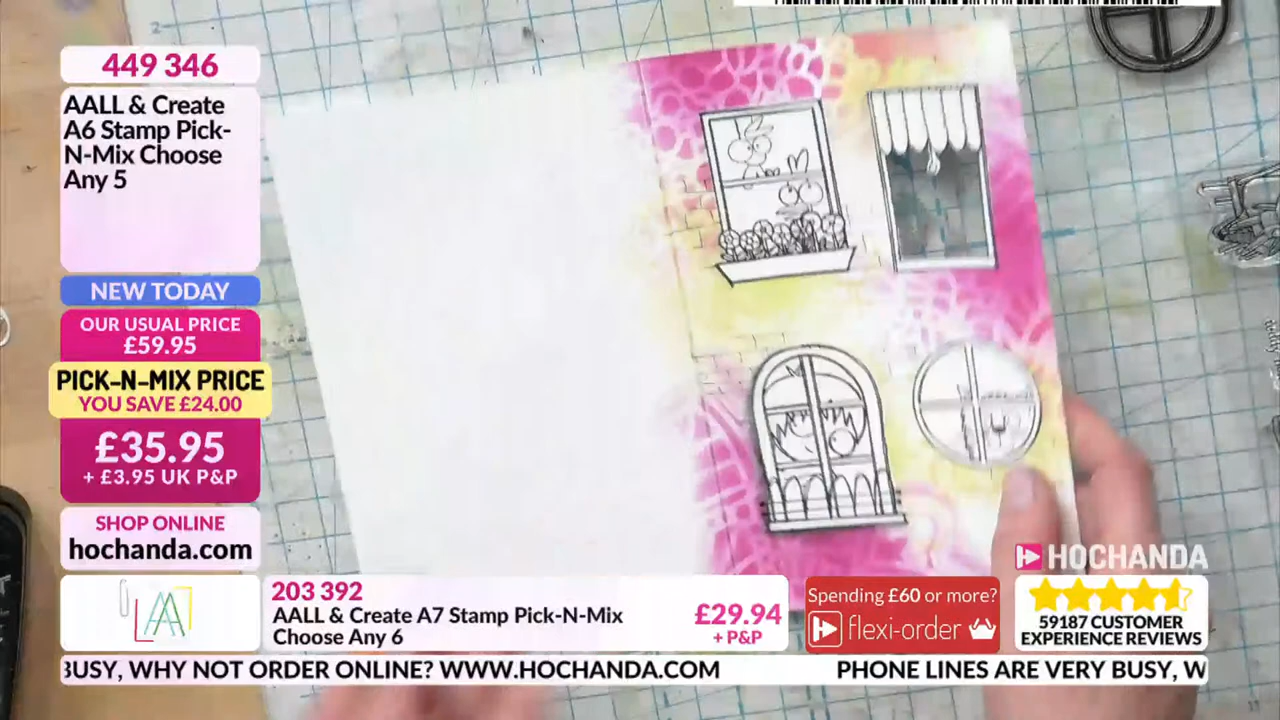 449 346
AALL & Create
A6 Stamp Pick-
N-Mix Choose
Any 5
NEW TODAY
OUR USUAL PRICE
£59.95
PICK-N-MIX PRICE
YOU SAVE £24.00
£35.95
+ £3.95 UK P&P
SHOP ONLINE
hochanda.com
LAA
203 392
AALL & Create A7 Stamp Pick-N-Mix
Choose Any 6
£29.94
+ P&P
Spending £60 or more?
flexi-order
HOCHANDA
59187 CUSTOMER
EXPERIENCE REVIEWS
BUSY, WHY NOT ORDER ONLINE? WWW.HOCHANDA.COM PHONE LINES ARE VERY BUSY, W